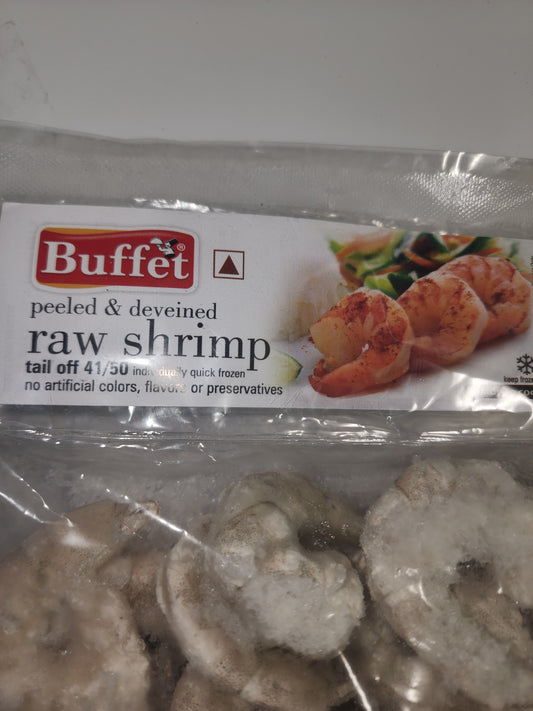 Buffet®
peeled & deveined
raw shrimp
tail off 41/50 individually quick frozen
no artificial colors, flavors or preservatives
keep frozen